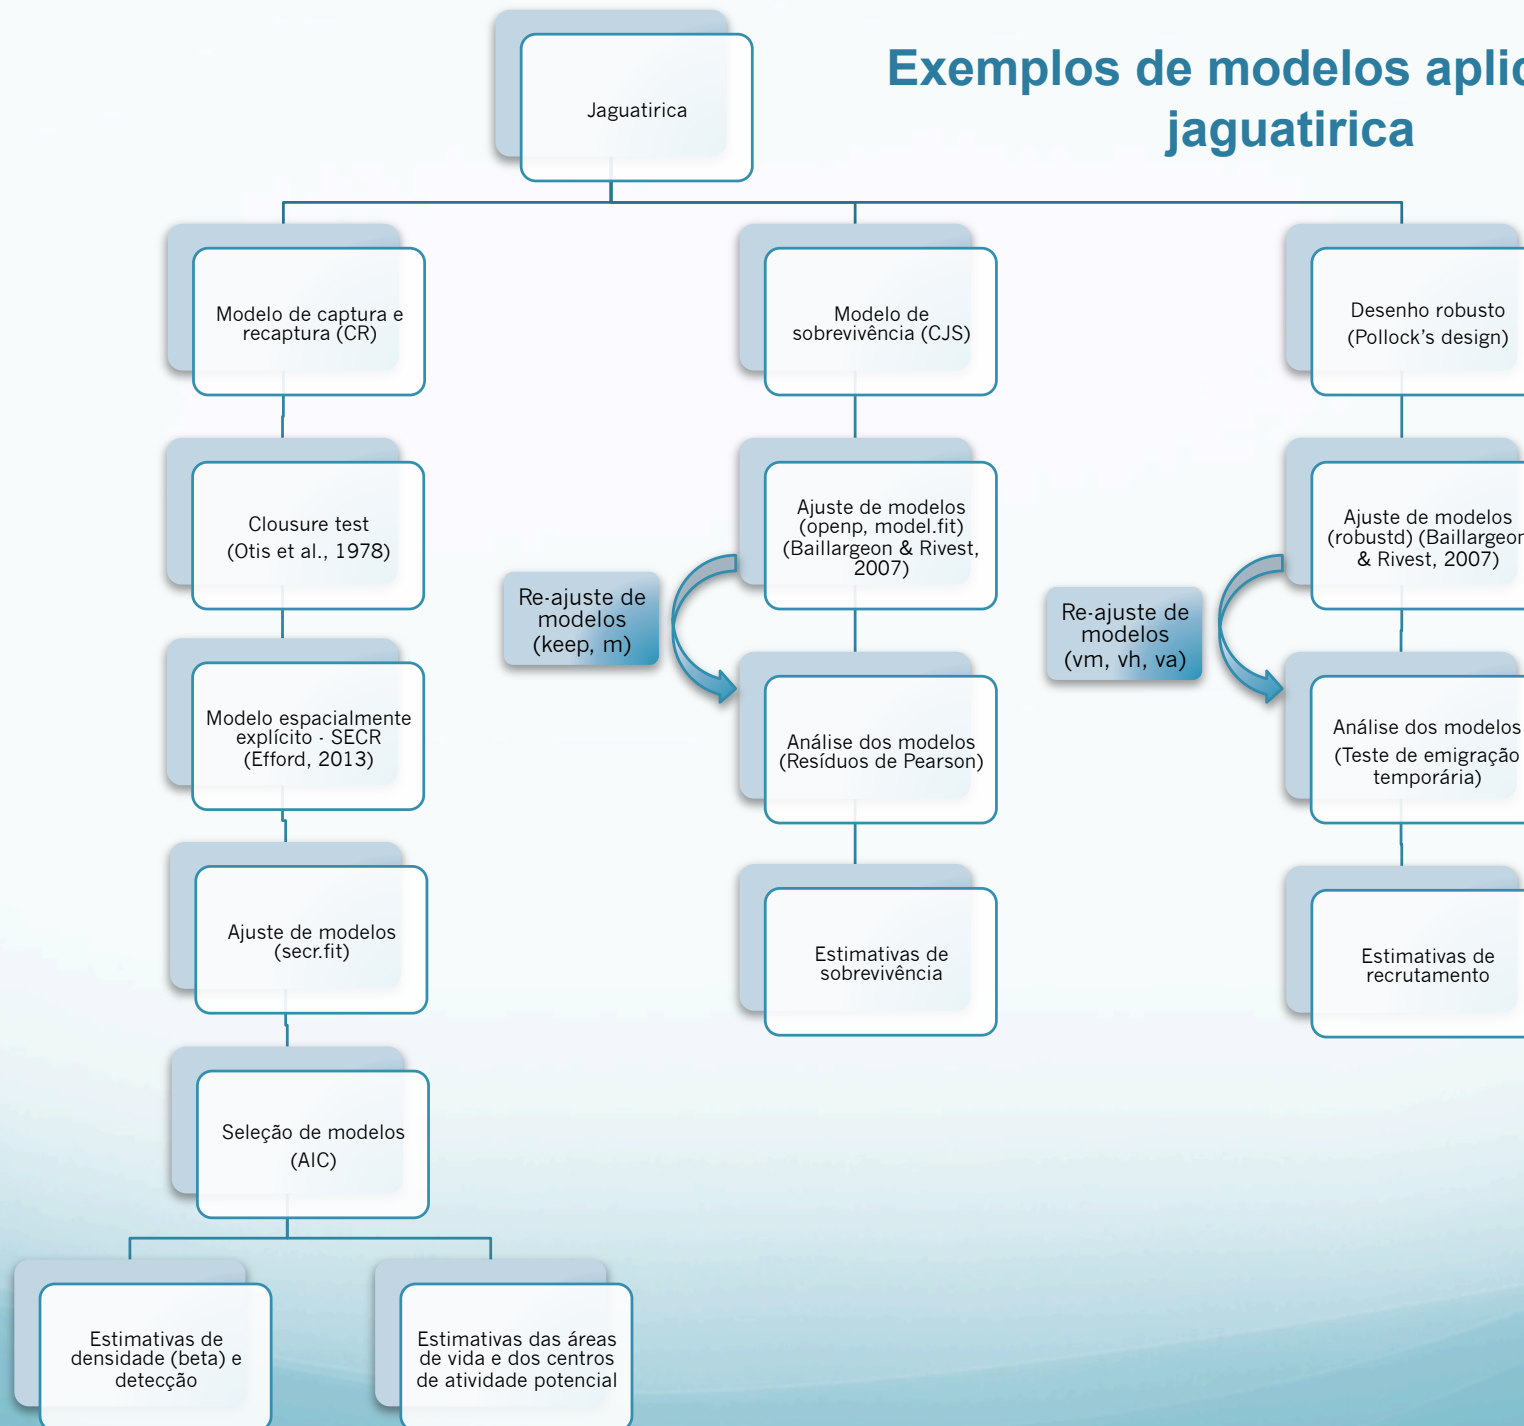 Exemplos de modelos aplic
jaguatirica
Jaguatirica
Modelo de captura e
recaptura (CR)
Modelo de
sobrevivência (CJS)
Desenho robusto
(Pollock's design)
Clousure test
(Otis et al., 1978)
Ajuste de modelos
(openp, model.fit)
(Baillargeon & Rivest,
2007)
Ajuste de modelos
(robustd) (Baillargeon
& Rivest, 2007)
Re-ajuste de
modelos
(keep, m)
Re-ajuste de
modelos
(vm, vh, va)
Modelo espacialmente
explícito - SECR
(Efford, 2013)
Análise dos modelos
(Resíduos de Pearson)
Análise dos modelos
(Teste de emigração
temporária)
Ajuste de modelos
(secr.fit)
Estimativas de
sobrevivência
Estimativas de
recrutamento
Seleção de modelos
(AIC)
Estimativas de
densidade (beta) e
detecção
Estimativas das áreas
de vida e dos centros
de atividade potencial